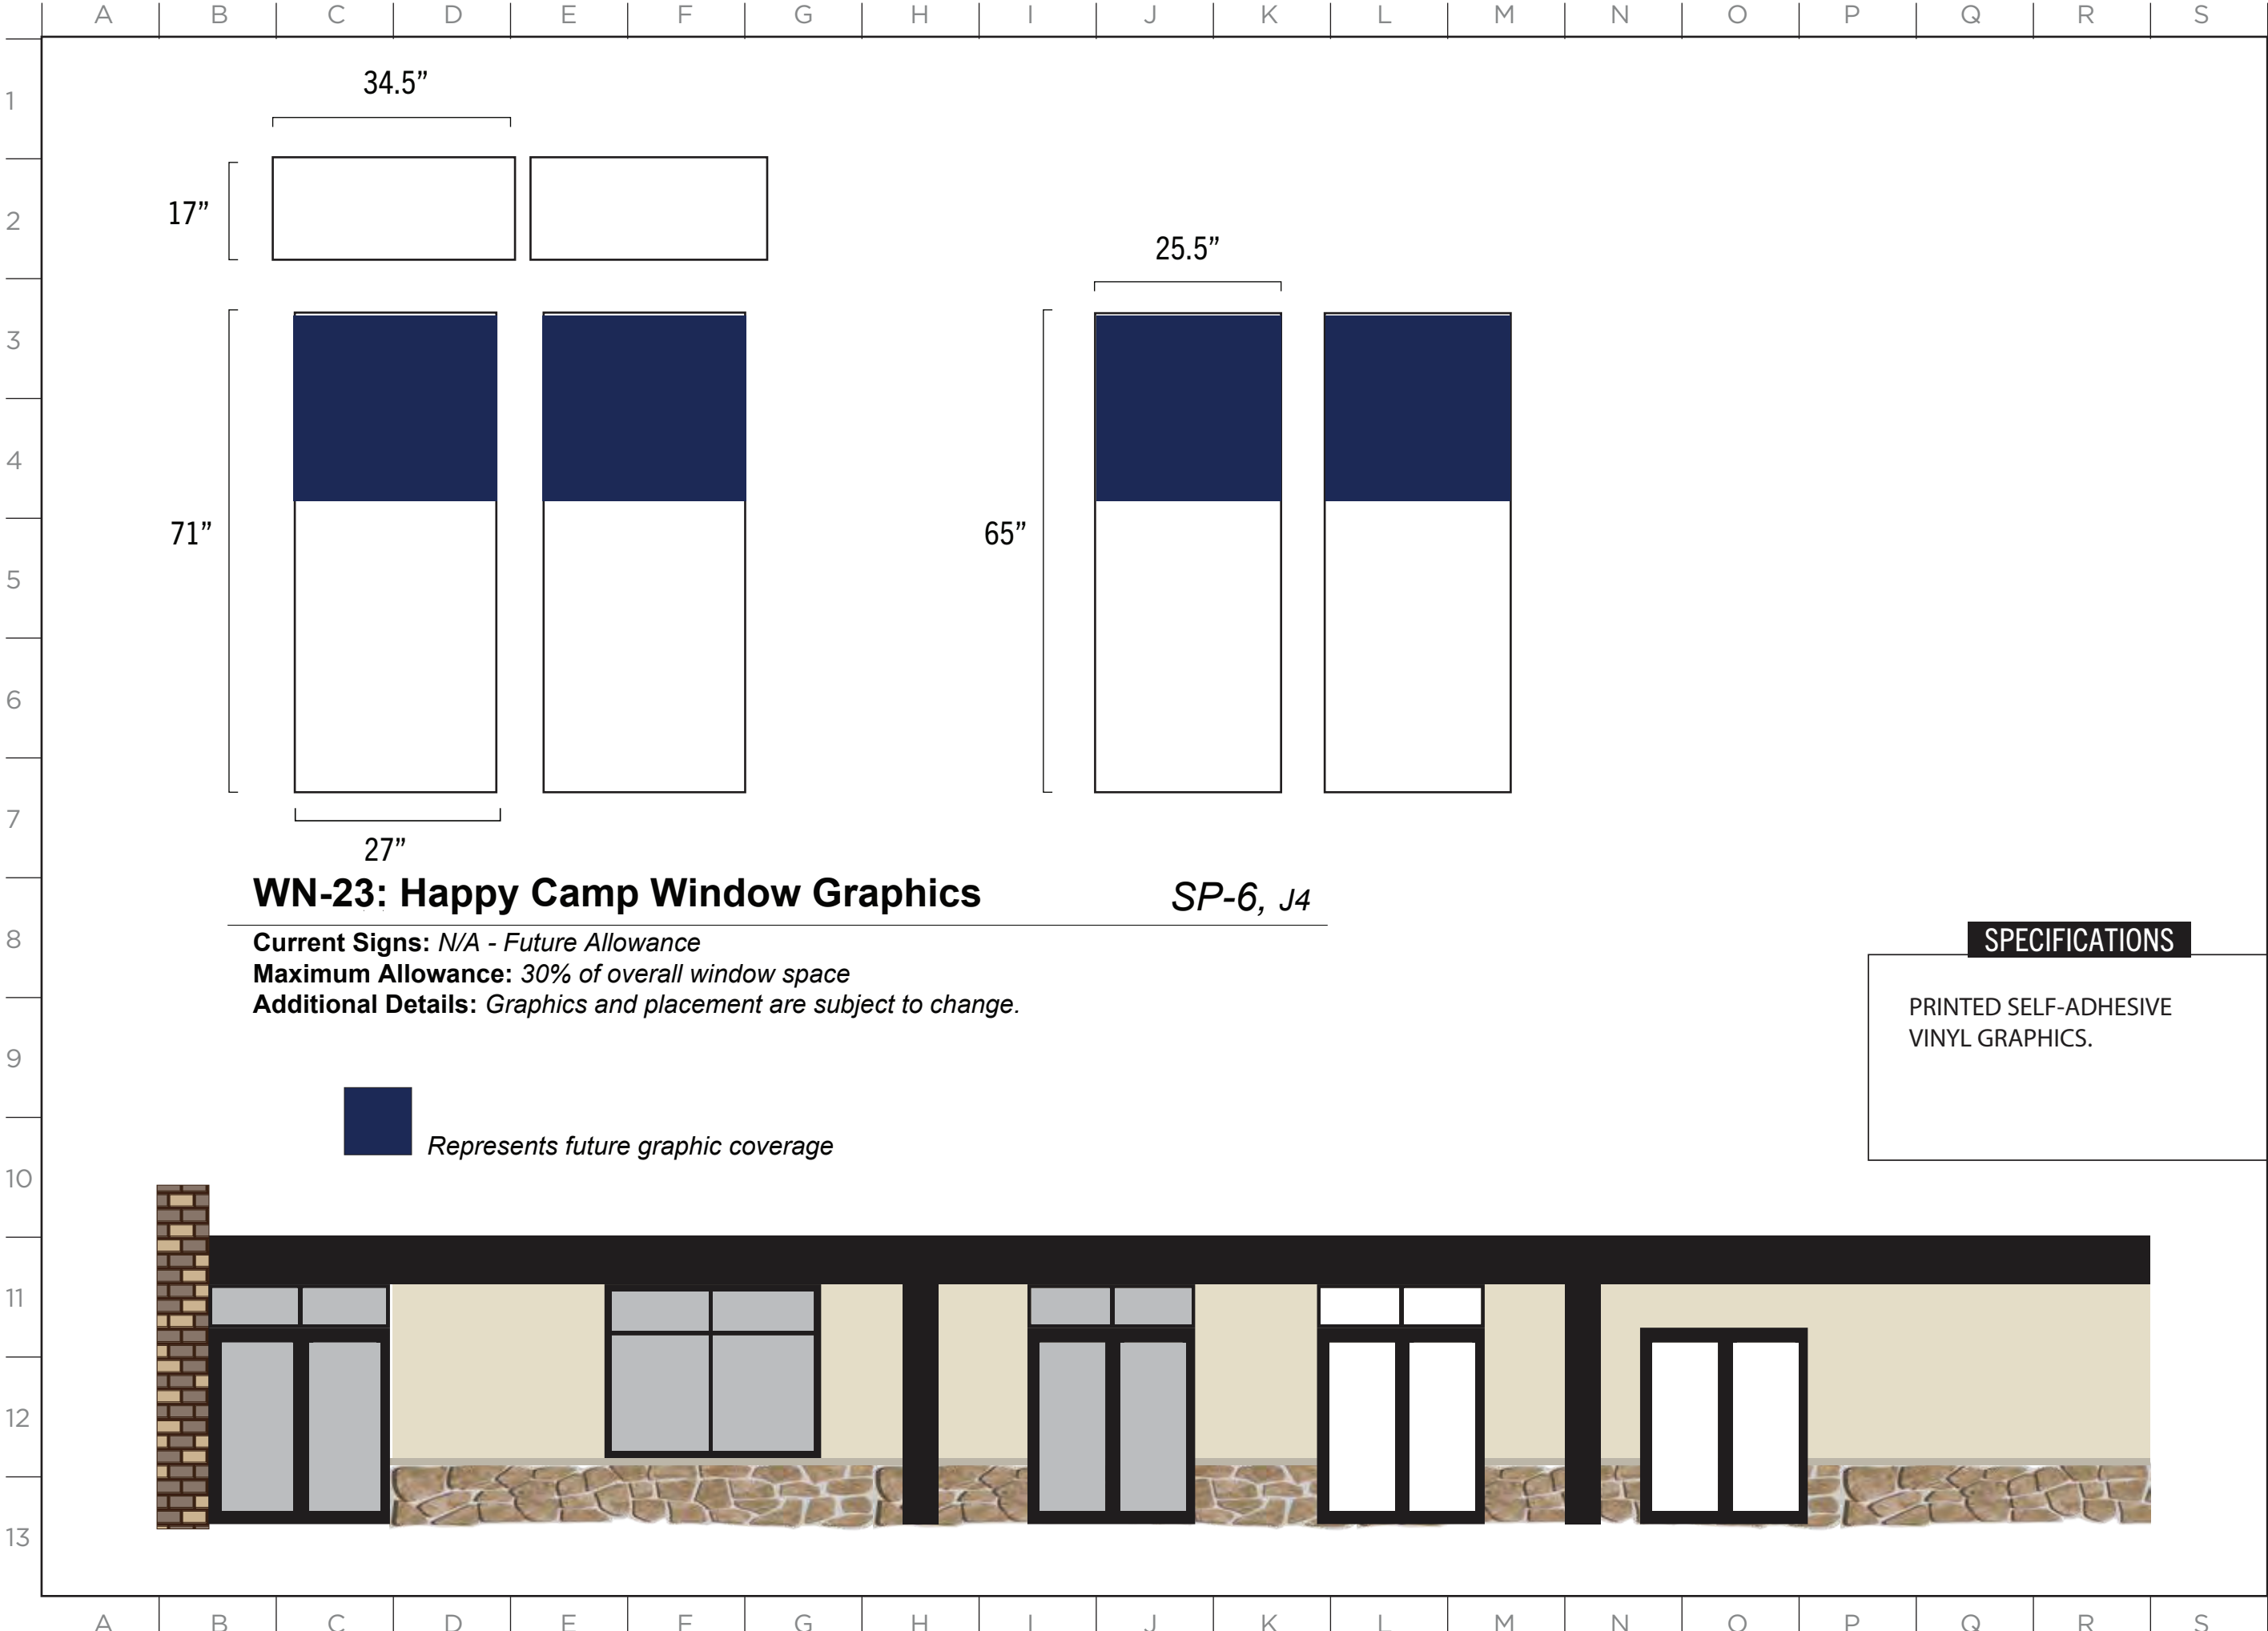 A B C D E F G H I J K L M N O P Q R S
1
34.5”
17”
2
25.5”
3
4
71”
65”
5
6
7
27”
WN-23: Happy Camp Window Graphics SP-6, J4
8
Current Signs: N/A - Future Allowance
Maximum Allowance: 30% of overall window space
Additional Details: Graphics and placement are subject to change.
SPECIFICATIONS
PRINTED SELF-ADHESIVE
VINYL GRAPHICS.
9
Represents future graphic coverage
10
11
12
13
A B C D E F G H I J K L M N O P Q R S